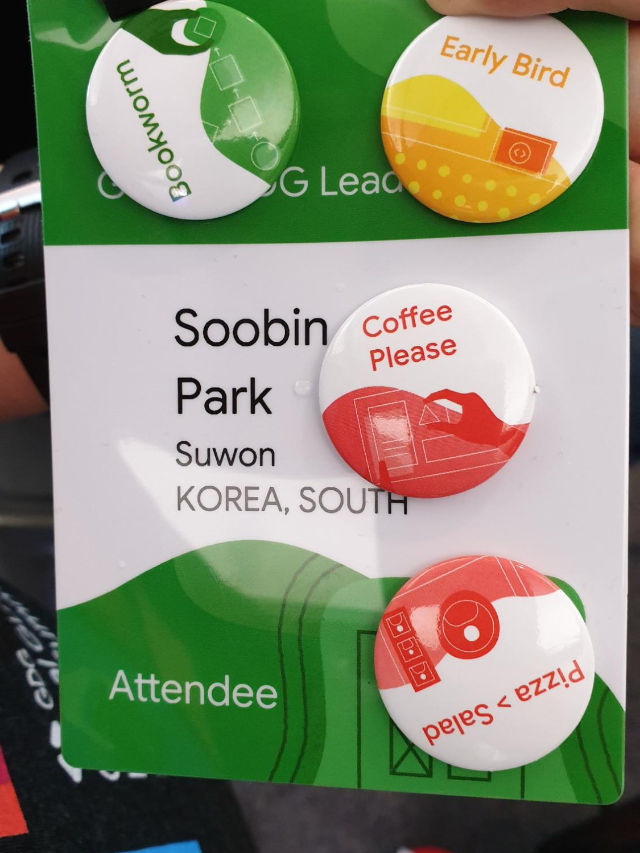 Bookworm
Early Bird
G Lead
Soobin
Park
Suwon
KOREA, SOUTH
Coffee
Please
Attendee
Pizza > Salad